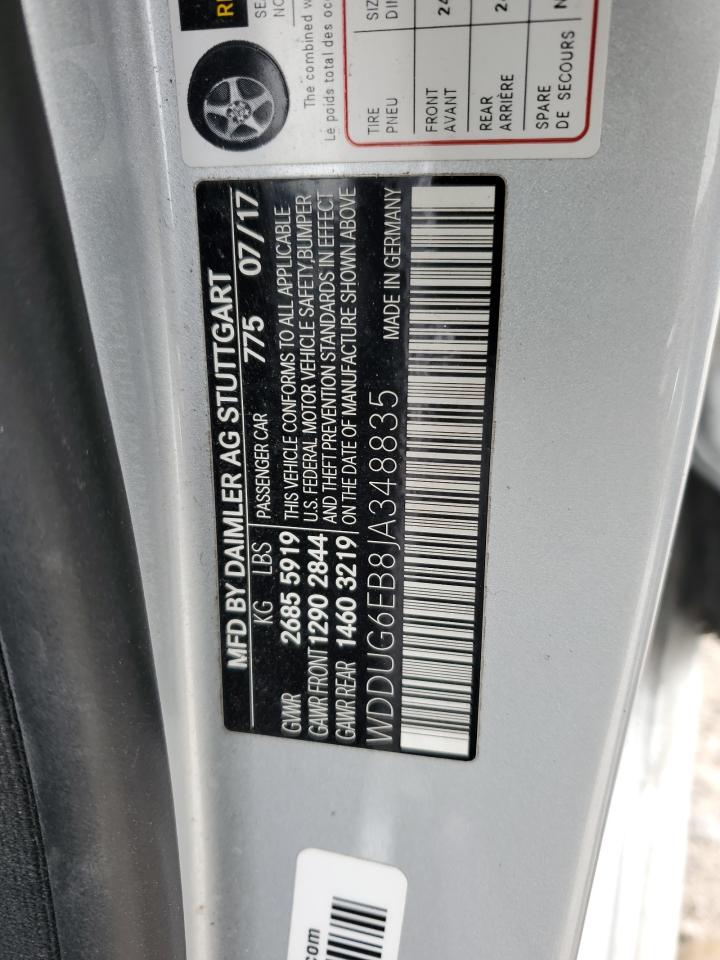 The combined w
Le poids total des oc
TIRE
PNEU
FRONT
AVANT
REAR
ARRIÈRE
SPARE
DE SECOURS
MFD BY DAIMLER AG STUTTGART
775 07/17
KG LBS PASSENGER CAR
GVWR 2685 5919
GAWR FRONT 1290 2844
GAWR REAR 1460 3219
THIS VEHICLE CONFORMS TO ALL APPLICABLE
U.S. FEDERAL MOTOR VEHICLE SAFETY,BUMPER
AND THEFT PREVENTION STANDARDS IN EFFECT
ON THE DATE OF MANUFACTURE SHOWN ABOVE
WDDUG6EB8JA348835 MADE IN GERMANY
.com